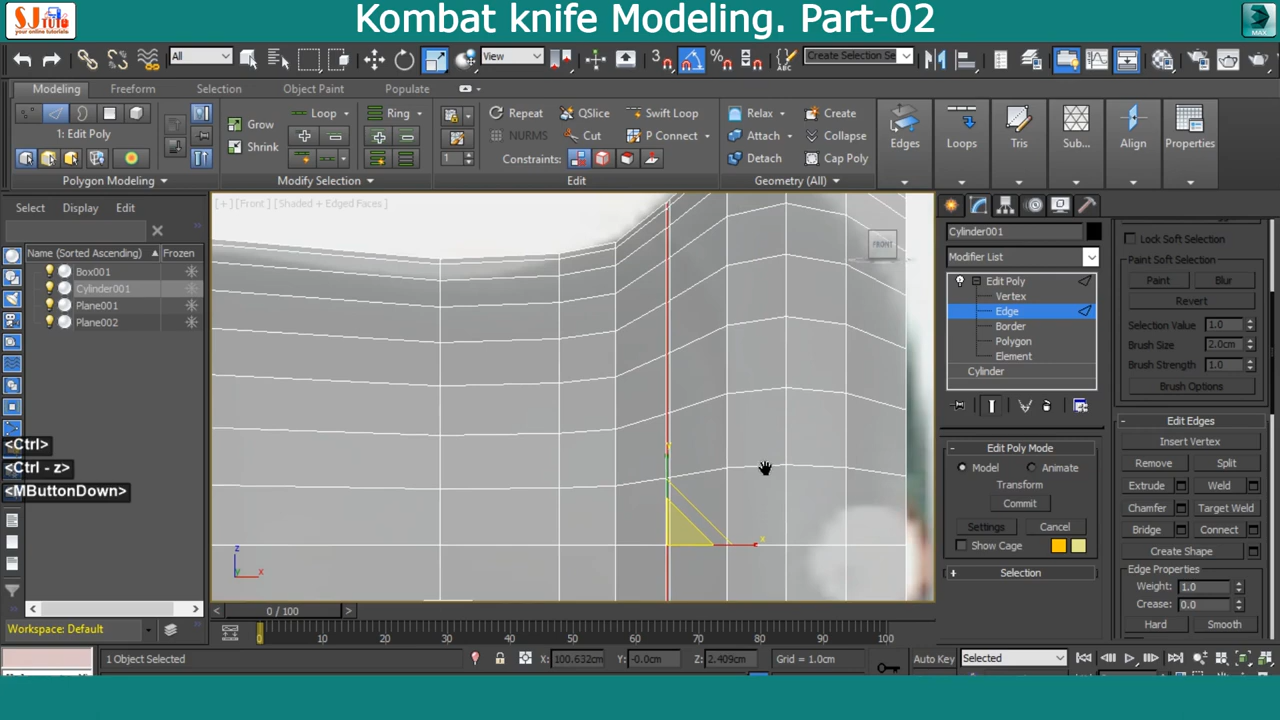 SJ TUTO
(your online tutorials)
Kombat knife Modeling. Part-02
MAX
All
View
Create Selection Se
Modeling
Freeform
Selection
Object Paint
Populate
1: Edit Poly
Polygon Modeling
Grow
Shrink
Loop
Ring
Modify Selection
1
Repeat
QSlice
Swift Loop
NURMS
Cut
P Connect
Constraints:
Edit
Relax
Create
Attach
Collapse
Detach
Cap Poly
Geometry (All)
Edges
Loops
Tris
Sub...
Align
Properties
Select
Display
Edit
Name (Sorted Ascending)
Frozen
Box001
Cylinder001
Plane001
Plane002
<Ctrl>
<Ctrl - z>
<MButtonDown>
[+] [Front] [Shaded + Edged Faces]
FRONT
z
x
y
x
Cylinder001
Modifier List
Edit Poly
Vertex
Edge
Border
Polygon
Element
Cylinder
Edit Poly Mode
Model
Animate
Transform
Commit
Settings
Cancel
Show Cage
Selection
Lock Soft Selection
Paint Soft Selection:
Paint
Blur
Revert
Selection Value
1.0
Brush Size
2.0cm
Brush Strength
1.0
Brush Options
Edit Edges
Insert Vertex
Remove
Split
Extrude
Weld
Chamfer
Target Weld
Bridge
Connect
Create Shape
Edge Properties
Weight:
1.0
Crease:
0.0
Hard
Smooth
Workspace: Default
0 / 100
0 10 20 30 40 50 60 70 80 90 100
1 Object Selected
X: 100.632cm
Y: -0.0cm
Z: 2.409cm
Grid = 1.0cm
Auto Key
Selected